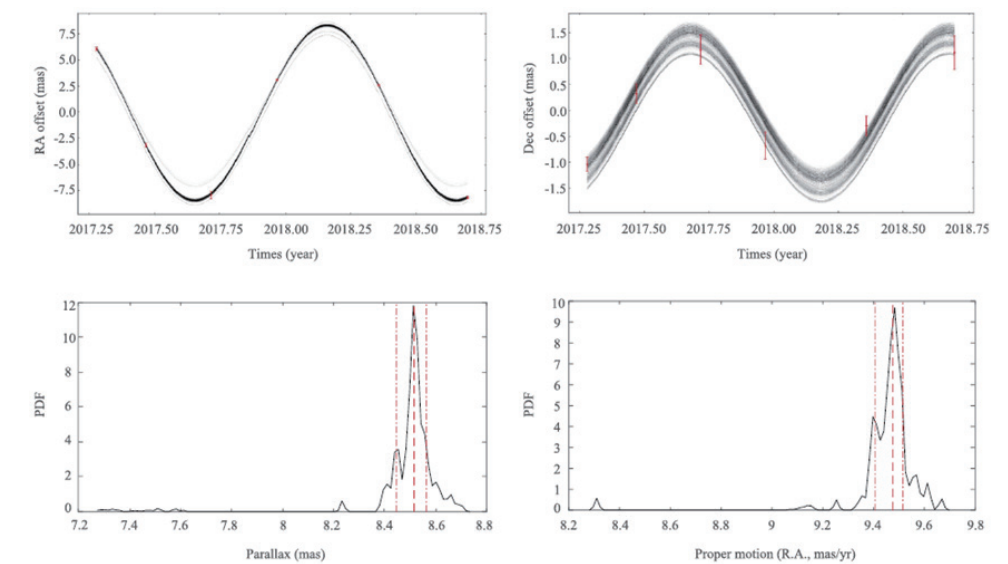 7.5
5.0
2.5
0.0
-2.5
-5.0
-7.5
RA offset (mas)
2017.25 2017.50 2017.75 2018.00 2018.25 2018.50 2018.75
Times (year)
1.5
1.0
0.5
0.0
-0.5
-1.0
-1.5
Dec offset (mas)
2017.25 2017.50 2017.75 2018.00 2018.25 2018.50 2018.75
Times (year)
12
10
8
6
4
2
0
PDF
7.2 7.4 7.6 7.8 8 8.2 8.4 8.6 8.8
Parallax (mas)
10
9
8
7
6
5
4
3
2
1
0
PDF
8.2 8.4 8.6 8.8 9 9.2 9.4 9.6 9.8
Proper motion (R.A., mas/yr)